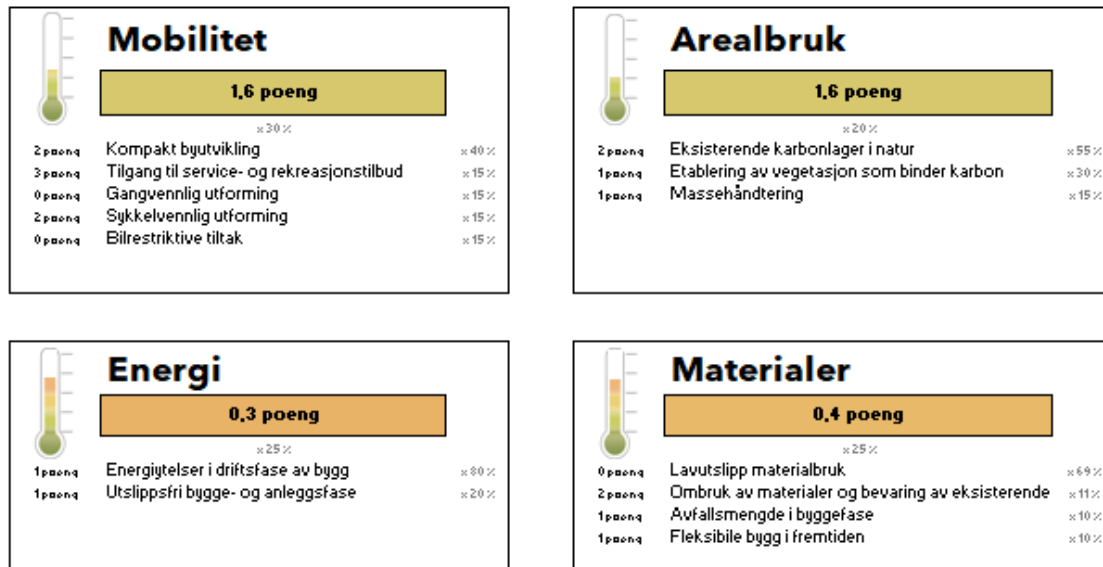 Mobilitet
1,6 poeng
x30%
2 poeng Kompakt byutvikling x40%
3 poeng Tilgang til service- og rekreasjonstilbud x15%
0 poeng Gangvennlig utforming x15%
2 poeng Sykkelvennlig utforming x15%
0 poeng Bilrestriktive tiltak x15%
Arealbruk
1,6 poeng
x20%
2 poeng Eksisterende karbonlager i natur x55%
1 poeng Etablering av vegetasjon som binder karbon x30%
1 poeng Massehåndtering x15%
Energi
0,3 poeng
x25%
1 poeng Energiytelser i driftsfase av bygg x80%
1 poeng Utslippsfri bygge- og anleggsfase x20%
Materialer
0,4 poeng
x25%
0 poeng Lavutslipp materialbruk x69%
2 poeng Ombruk av materialer og bevaring av eksisterende x11%
1 poeng Avfallsmengde i byggefase x10%
1 poeng Fleksibile bygg i fremtiden x10%